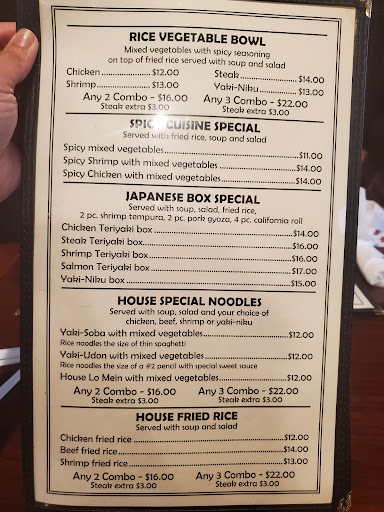 RICE VEGETABLE BOWL
Mixed vegetables with spicy seasoning
on top of fried rice served with soup and salad
Chicken.....................$12.00 Steak.....................$14.00
Shrimp.....................$13.00 Yaki-Niku.....................$13.00
Any 2 Combo - $16.00 Any 3 Combo - $22.00
Steak extra $3.00 Steak extra $3.00
SPICY CUISINE SPECIAL
Served with fried rice, soup and salad
Spicy mixed vegetables.....................$11.00
Spicy Shrimp with mixed vegetables.....................$14.00
Spicy Chicken with mixed vegetables.....................$14.00
JAPANESE BOX SPECIAL
Served with soup, salad, fried rice,
2 pc. shrimp tempura, 2 pc. pork gyoza, 4 pc. california roll
Chicken Teriyaki box.....................$14.00
Steak Teriyaki box.....................$16.00
Shrimp Teriyaki box.....................$16.00
Salmon Teriyaki box.....................$17.00
Yaki-Niku box.....................$15.00
HOUSE SPECIAL NOODLES
Served with soup, salad and your choice of
chicken, beef, shrimp or yaki-niku
Yaki-Soba with mixed vegetables.....................$12.00
Rice noodles the size of thin spaghetti
Yaki-Udon with mixed vegetables.....................$12.00
Rice noodles the size of a #2 pencil with special sweet sauce
House Lo Mein with mixed vegetables.....................$12.00
Any 2 Combo - $16.00 Any 3 Combo - $22.00
Steak extra $3.00 Steak extra $3.00
HOUSE FRIED RICE
Served with soup and salad
Chicken fried rice.....................$12.00
Beef fried rice.....................$14.00
Shrimp fried rice.....................$13.00
Any 2 Combo - $16.00 Any 3 Combo - $22.00
Steak extra $3.00 Steak extra $3.00